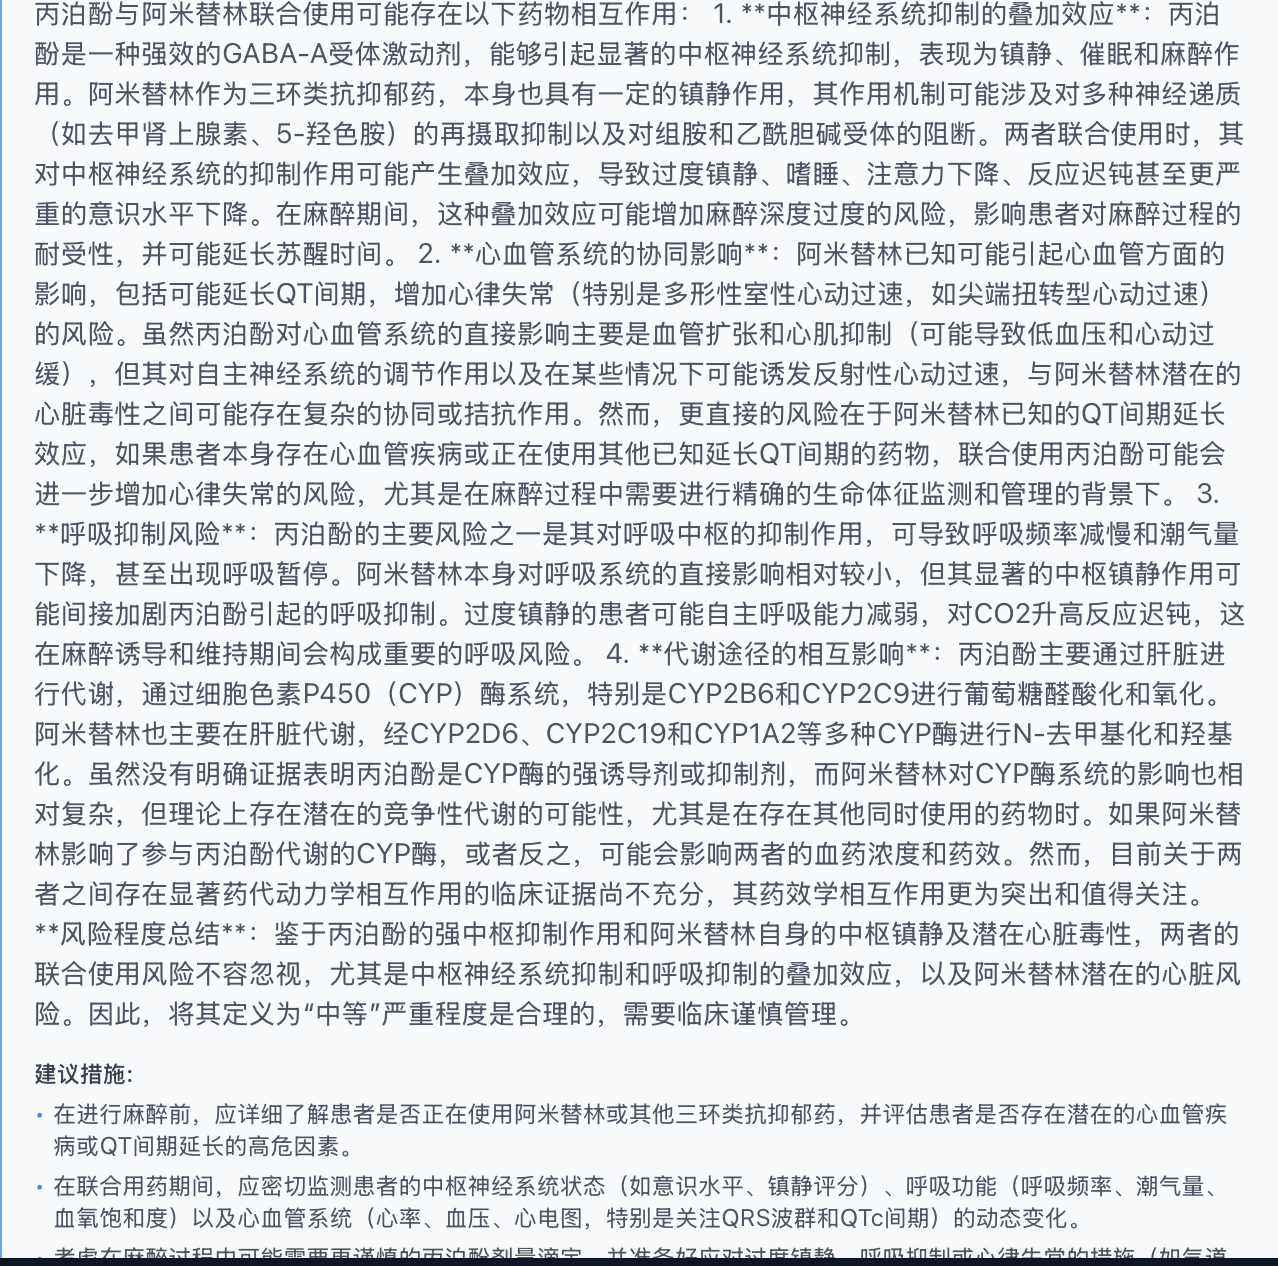 丙泊酚与阿米替林联合使用可能存在以下药物相互作用： 1. **中枢神经系统抑制的叠加效应**：丙泊
酚是一种强效的GABA-A受体激动剂，能够引起显著的中枢神经系统抑制，表现为镇静、催眠和麻醉作
用。阿米替林作为三环类抗抑郁药，本身也具有一定的镇静作用，其作用机制可能涉及对多种神经递质
（如去甲肾上腺素、5-羟色胺）的再摄取抑制以及对组胺和乙酰胆碱受体的阻断。两者联合使用时，其
对中枢神经系统的抑制作用可能产生叠加效应，导致过度镇静、嗜睡、注意力下降、反应迟钝甚至更严
重的意识水平下降。在麻醉期间，这种叠加效应可能增加麻醉深度过度的风险，影响患者对麻醉过程的
耐受性，并可能延长苏醒时间。 2. **心血管系统的协同影响**：阿米替林已知可能引起心血管方面的
影响，包括可能延长QT间期，增加心律失常（特别是多形性室性心动过速，如尖端扭转型心动过速）
的风险。虽然丙泊酚对心血管系统的直接影响主要是血管扩张和心肌抑制（可能导致低血压和心动过
缓），但其对自主神经系统的调节作用以及在某些情况下可能诱发反射性心动过速，与阿米替林潜在的
心脏毒性之间可能存在复杂的协同或拮抗作用。然而，更直接的风险在于阿米替林已知的QT间期延长
效应，如果患者本身存在心血管疾病或正在使用其他已知延长QT间期的药物，联合使用丙泊酚可能会
进一步增加心律失常的风险，尤其是在麻醉过程中需要进行精确的生命体征监测和管理的背景下。 3.
**呼吸抑制风险**：丙泊酚的主要风险之一是其对呼吸中枢的抑制作用，可导致呼吸频率减慢和潮气量
下降，甚至出现呼吸暂停。阿米替林本身对呼吸系统的直接影响相对较小，但其显著的中枢镇静作用可
能间接加剧丙泊酚引起的呼吸抑制。过度镇静的患者可能自主呼吸能力减弱，对CO2升高反应迟钝，这
在麻醉诱导和维持期间会构成重要的呼吸风险。 4. **代谢途径的相互影响**：丙泊酚主要通过肝脏进
行代谢，通过细胞色素P450（CYP）酶系统，特别是CYP2B6和CYP2C9进行葡萄糖醛酸化和氧化。
阿米替林也主要在肝脏代谢，经CYP2D6、CYP2C19和CYP1A2等多种CYP酶进行N-去甲基化和羟基
化。虽然没有明确证据表明丙泊酚是CYP酶的强诱导剂或抑制剂，而阿米替林对CYP酶系统的影响也相
对复杂，但理论上存在潜在的竞争性代谢的可能性，尤其是在存在其他同时使用的药物时。如果阿米替
林影响了参与丙泊酚代谢的CYP酶，或者反之，可能会影响两者的血药浓度和药效。然而，目前关于两
者之间存在显著药代动力学相互作用的临床证据尚不充分，其药效学相互作用更为突出和值得关注。
**风险程度总结**：鉴于丙泊酚的强中枢抑制作用和阿米替林自身的中枢镇静及潜在心脏毒性，两者的
联合使用风险不容忽视，尤其是中枢神经系统抑制和呼吸抑制的叠加效应，以及阿米替林潜在的心脏风
险。因此，将其定义为“中等”严重程度是合理的，需要临床谨慎管理。
建议措施:
• 在进行麻醉前，应详细了解患者是否正在使用阿米替林或其他三环类抗抑郁药，并评估患者是否存在潜在的心血管疾
病或QT间期延长的高危因素。
• 在联合用药期间，应密切监测患者的中枢神经系统状态（如意识水平、镇静评分）、呼吸功能（呼吸频率、潮气量、
血氧饱和度）以及心血管系统（心率、血压、心电图，特别是关注QRS波群和QTc间期）的动态变化。
• 考虑在麻醉过程中可能需要更谨慎的丙泊酚剂量滴定，并准备好应对过度镇静、呼吸抑制或心律失常的措施（如气道